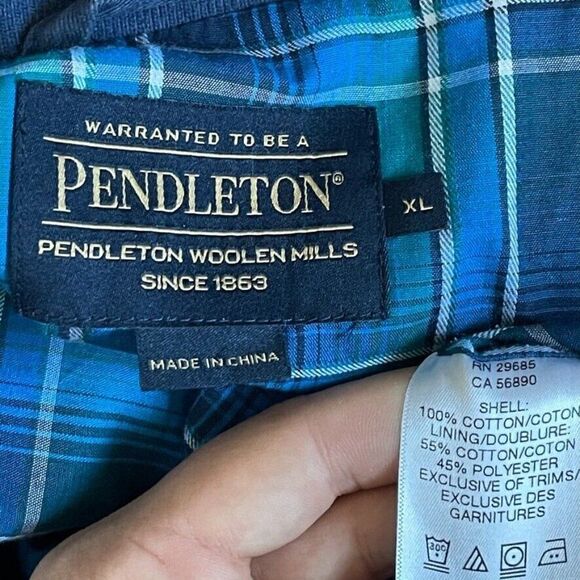 WARRANTED TO BE A
PENDLETON®
PENDLETON WOOLEN MILLS
SINCE 1863
XL
MADE IN CHINA
RN 29685
CA 56890
SHELL:
100% COTTON/COTON
LINING/DOUBLURE:
55% COTTON/COTON
45% POLYESTER
EXCLUSIVE OF TRIMS/
EXCLUSIVE DES
GARNITURES